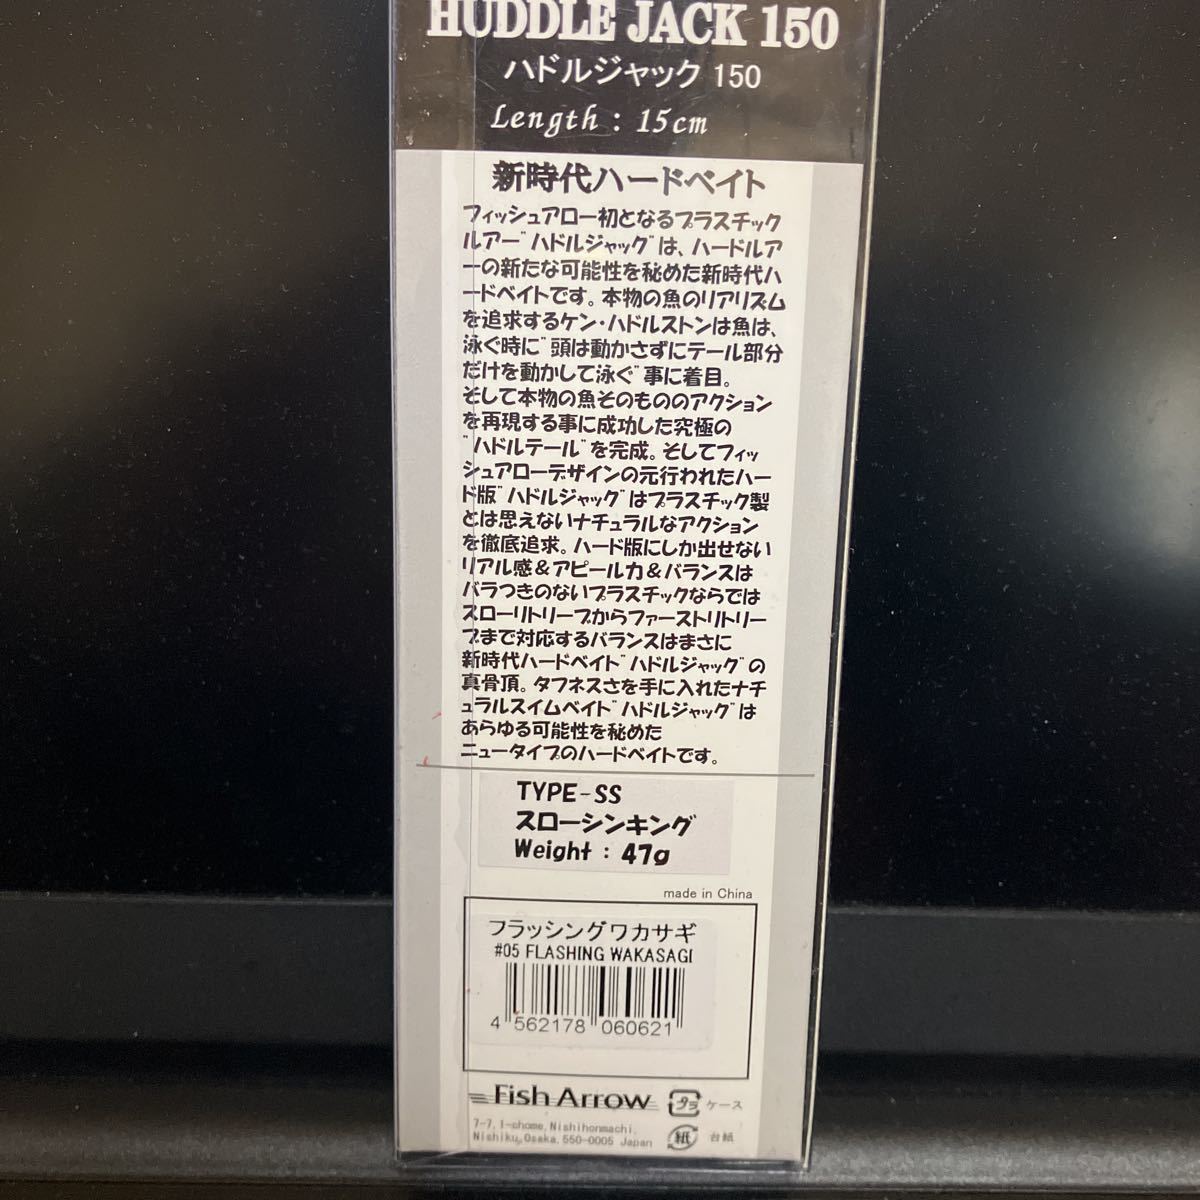 HUDDLE JACK 150
ハドルジャック 150
Length : 15cm
新時代ハードベイト
フィッシュアロー初となるプラスチック
ルアー"ハドルジャック"は、ハードルア
ーの新たな可能性を秘めた新時代ハ
ードベイトです。本物の魚のリアリズム
を追求するケン・ハドルストンは魚は、
泳ぐ時に"頭は動かさずにテール部分
だけを動かして泳ぐ"事に着目。
そして本物の魚そのもののアクション
を再現する事に成功した究極の
"ハドルテール"を完成。そしてフィッ
シュアローデザインの元行われたハー
ド版"ハドルジャック"はプラスチック製
とは思えないナチュラルなアクション
を徹底追求。ハード版にしか出せない
リアル感＆アピール力＆バランスは
バラつきのないプラスチックならでは
スローリトリーブからファーストリトリー
ブまで対応するバランスはまさに
新時代ハードベイト"ハドルジャック"の
真骨頂。タフネスさを手に入れたナチ
ュラルスイムベイト"ハドルジャック"は
あらゆる可能性を秘めた
ニュータイプのハードベイトです。
TYPE-SS
スローシンキング
Weight : 47g
made in China
フラッシングワカサギ
#05 FLASHING WAKASAGI
4 562178 060621
Fish Arrow
プラ ケース
7-7, 1-chome, Nishihonmachi,
Nishiku, Osaka, 550-0005 Japan
紙 台紙